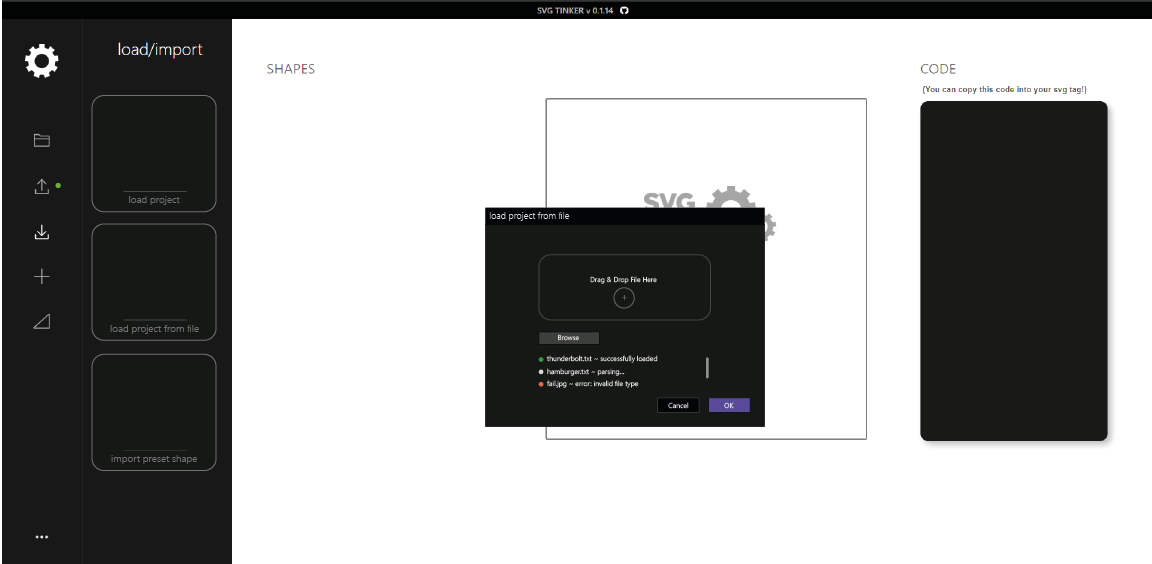 SVG TINKER v 0.1.14
load/import
SHAPES
CODE
(You can copy this code into your svg tag!)
load project
load project from file
import preset shape
SVG
load project from file
Drag & Drop File Here
Browse
thunderbolt.txt ~ successfully loaded
hamburger.txt ~ parsing...
fail.jpg ~ error: invalid file type
Cancel
OK